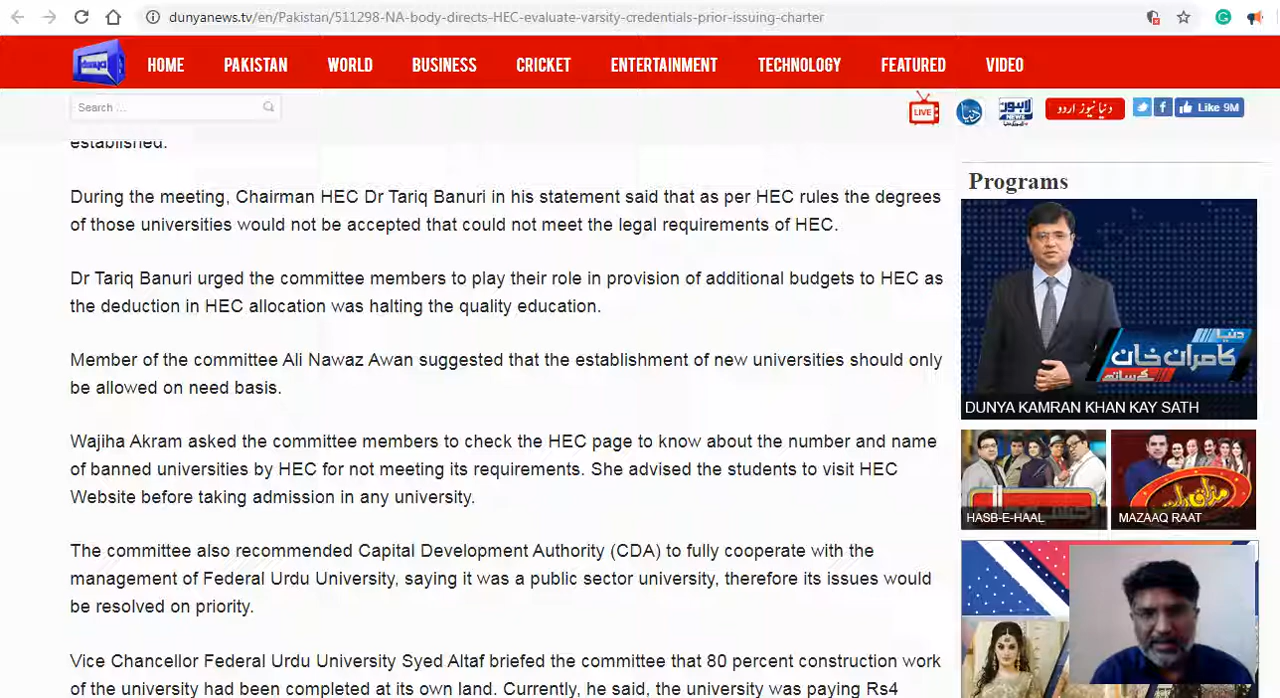 dunyanews.tv/en/Pakistan/511298-NA-body-directs-HEC-evaluate-varsity-credentials-prior-issuing-charter
dunya
HOME PAKISTAN WORLD BUSINESS CRICKET ENTERTAINMENT TECHNOLOGY FEATURED VIDEO
Search ...
LIVE
دنیا
لاہور
NEWS
دنیا نیوز اردو
Like 9M
established.
During the meeting, Chairman HEC Dr Tariq Banuri in his statement said that as per HEC rules the degrees
of those universities would not be accepted that could not meet the legal requirements of HEC.
Dr Tariq Banuri urged the committee members to play their role in provision of additional budgets to HEC as
the deduction in HEC allocation was halting the quality education.
Member of the committee Ali Nawaz Awan suggested that the establishment of new universities should only
be allowed on need basis.
Wajiha Akram asked the committee members to check the HEC page to know about the number and name
of banned universities by HEC for not meeting its requirements. She advised the students to visit HEC
Website before taking admission in any university.
The committee also recommended Capital Development Authority (CDA) to fully cooperate with the
management of Federal Urdu University, saying it was a public sector university, therefore its issues would
be resolved on priority.
Vice Chancellor Federal Urdu University Syed Altaf briefed the committee that 80 percent construction work
of the university had been completed at its own land. Currently, he said, the university was paying Rs4
Programs
دنیا
کامران خان
کے ساتھ
DUNYA KAMRAN KHAN KAY SATH
HASB-E-HAAL
مذاق رات
MAZAAQ RAAT